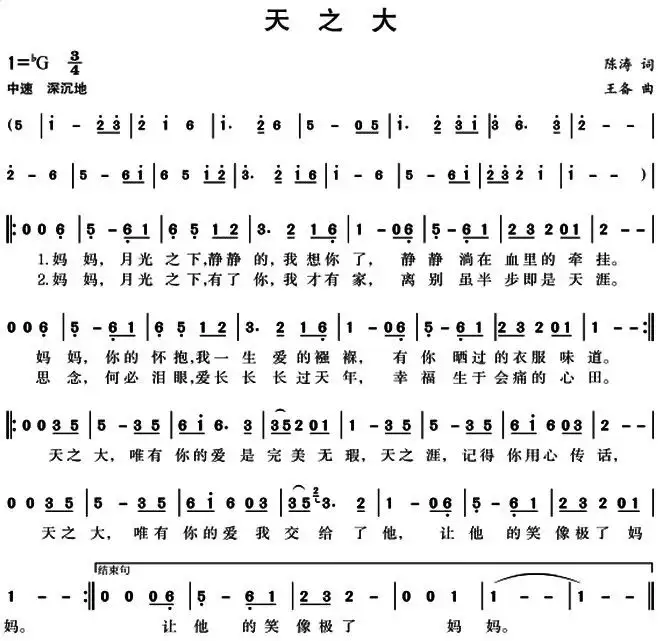 天 之 大
1=♭G 3/4
陈涛 词
中速 深沉地
王备 曲
(5 | i - 2 3 | 2 i 6 | i. 2 6 | 5 - 0 5 | i. 2 3 i | 3 6. 3 | 2 - - |
2 - 6 | 5 - 6 i | 6 5 i 2 | 3. i 6 | 5 - 3 | 5 - 6 i | 2 3 2 i | i - - )
‖: 0 0 6 | 5 - 6 1 | 6 5 1 2 | 3. 2 1 6 | 1 - 0 6 | 5 - 6 1 | 2 3 2 0 1 | 2 - - |
1.妈 妈, 月光 之下,静静 的,我 想你 了, 静 静 淌在 血里的 牵 挂。
2.妈 妈, 月光 之下,有了 你,我 才有 家, 离 别 虽半 步即是 天 涯。
0 0 6 | 5 - 6 1 | 6 5 1 2 | 3. 2 1 6 | 1 - 0 6 | 5 - 6 1 | 2 3 2 0 1 | 1 - - :‖
妈 妈, 你的 怀抱,我一 生 爱的 襁 褓, 有 你 晒过 的衣服 味 道。
思 念, 何必 泪眼,爱长 长 长 过天 年, 幸 福 生于 会痛的 心 田。
‖: 0 0 3 5 | 5 - 3 5 | 6 i 6. | 3 5 2 0 1 | 1 - 3 5 | 5 - 3 5 | 6 i 6 0 3 | 3 - - |
天之 大, 唯有 你的爱 是 完 美 无 瑕, 天之 涯, 记得 你用心 传 话,
0 0 3 5 | 5 - 3 5 | 6 i 6 0 3 | 3 5 2 3. | 1 - 0 6 | 5 - 6 1 | 2 3 2 0 1 |
天之 大, 唯有 你的爱 我 交 给 了 他, 让 他 的笑 像极了 妈
结束句
1 - - :‖ 0 0 0 6 | 5 - 6 1 | 2 3 2 - | 0 0 0 | 0 0 2 | 1 - - | 1 - - ‖
妈。 让 他 的笑 像极了 妈 妈。